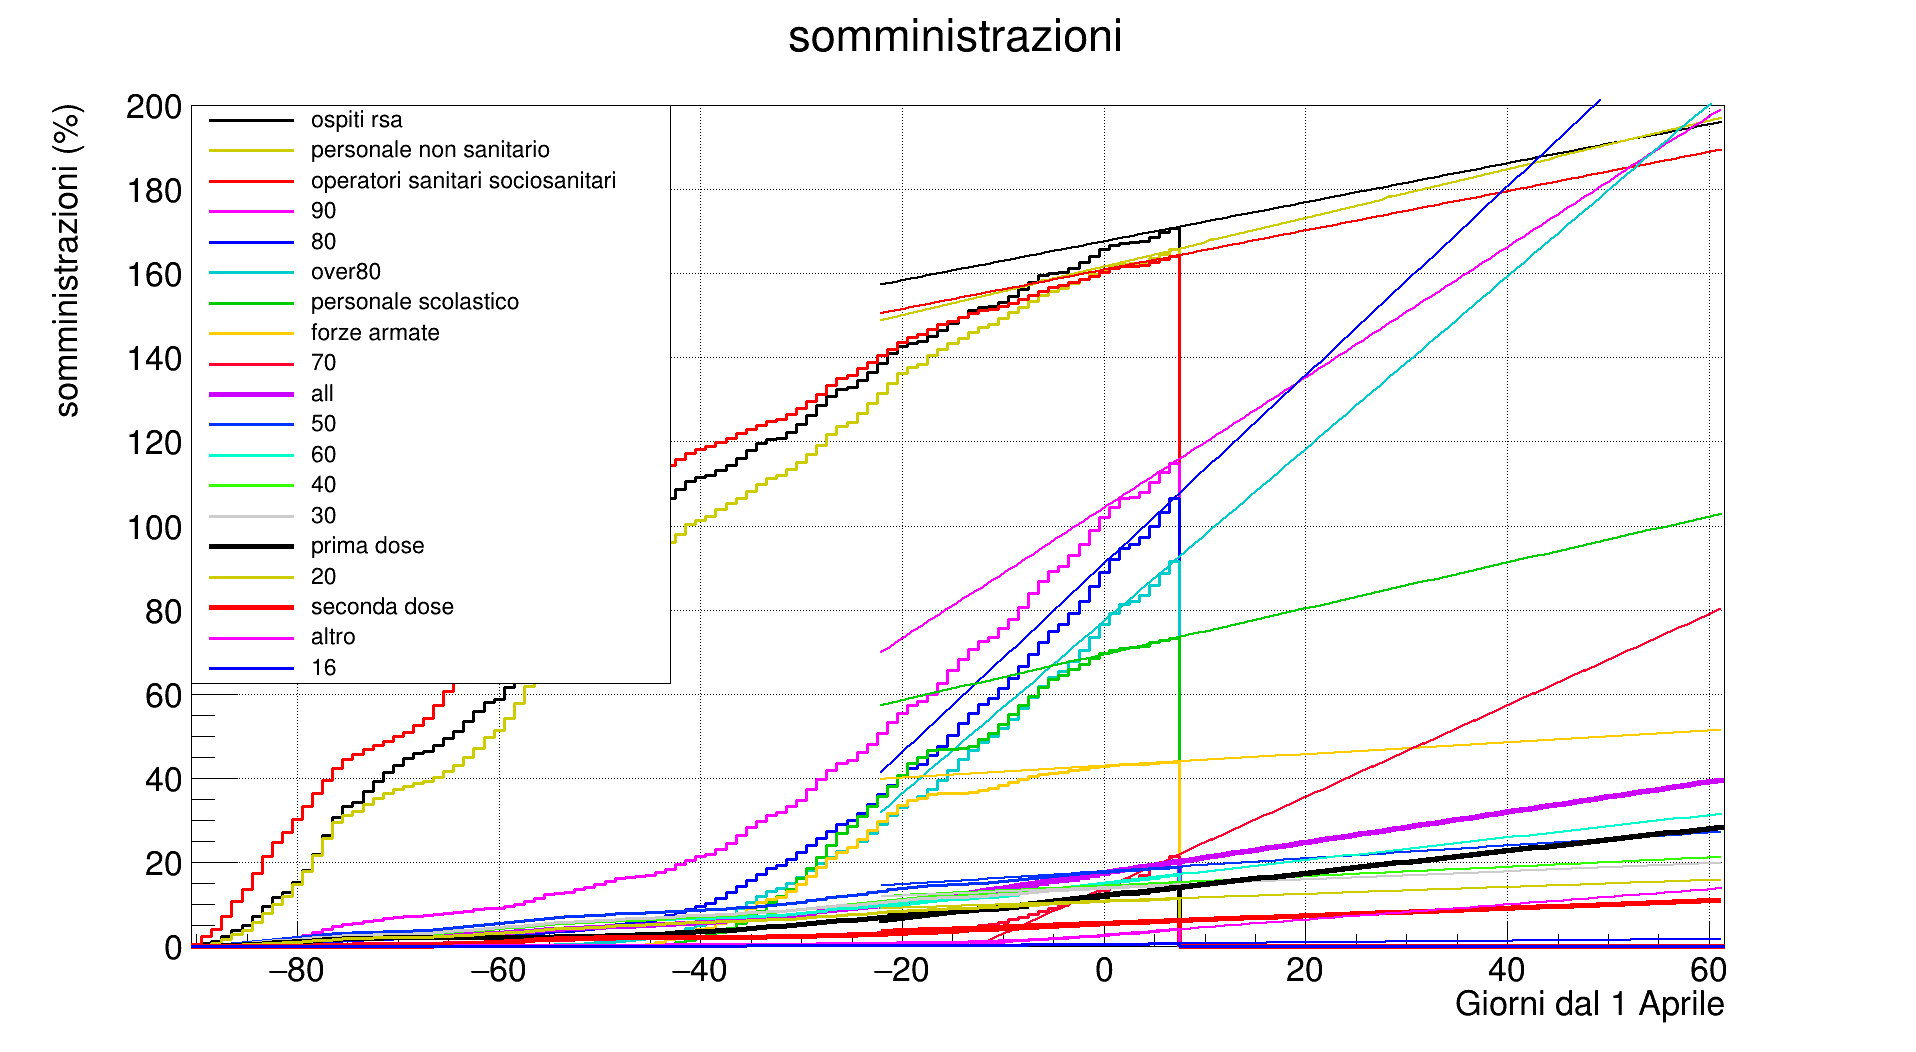 somministrazioni
somministrazioni (%)
200
180
160
140
120
100
80
60
40
20
0
ospiti rsa
personale non sanitario
operatori sanitari sociosanitari
90
80
over80
personale scolastico
forze armate
70
all
50
60
40
30
prima dose
20
seconda dose
altro
16
−80 −60 −40 −20 0 20 40 60
Giorni dal 1 Aprile